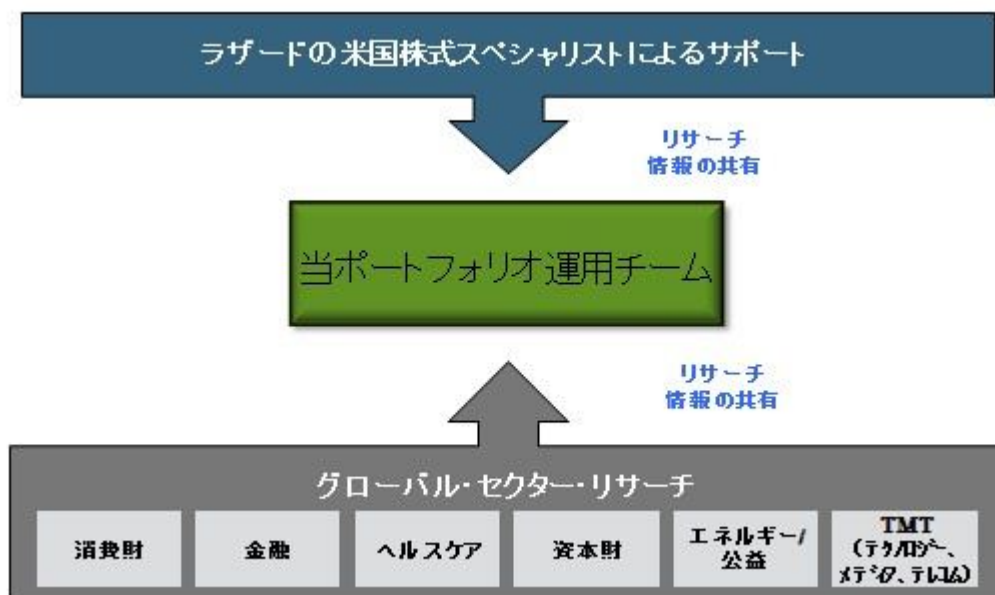 ラザードの米国株式スペシャリストによるサポート
リサーチ
情報の共有
当ポートフォリオ運用チーム
リサーチ
情報の共有
グローバル・セクター・リサーチ
消費財
金融
ヘルスケア
資本財
エネルギー/
公益
TMT
(テクノロジー、
メディア、テレコム)